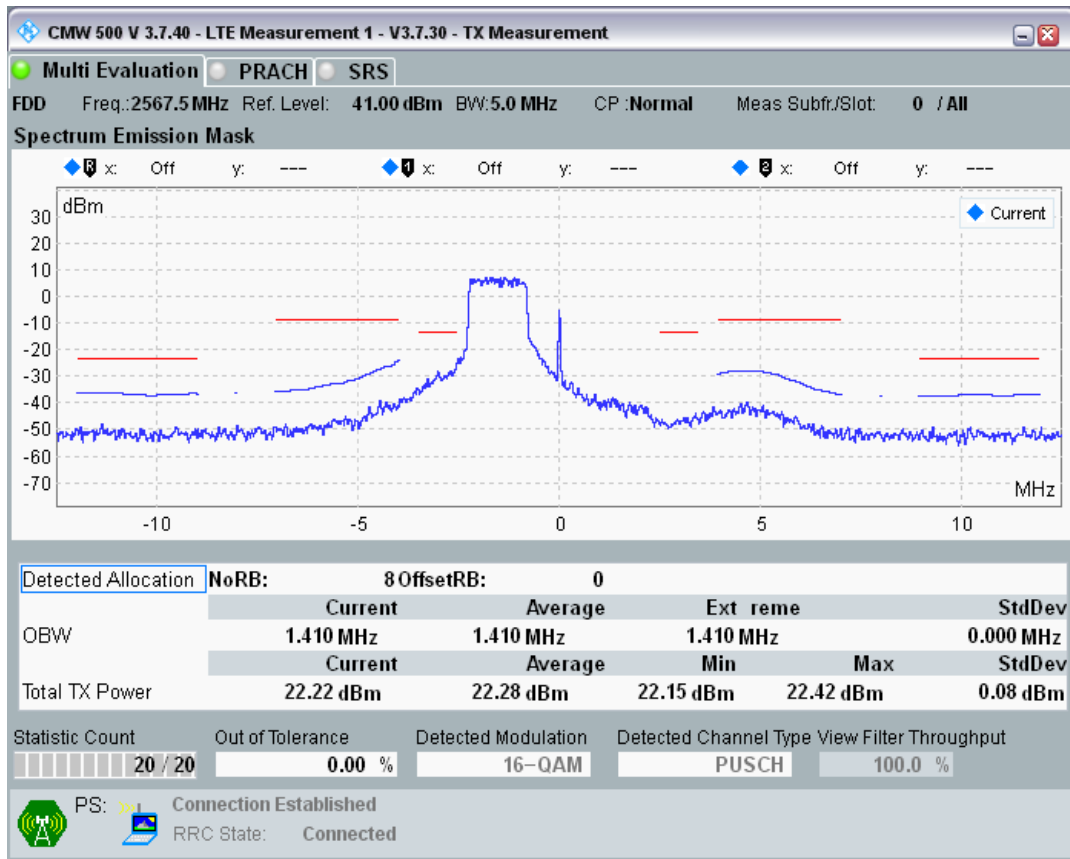 CMW 500 V 3.7.40 - LTE Measurement 1 - V3.7.30 - TX Measurement
Multi Evaluation PRACH SRS
FDD Freq.:2567.5 MHz Ref. Level: 41.00 dBm BW:5.0 MHz CP :Normal Meas Subfr./Slot: 0 / All
Spectrum Emission Mask
R x: Off y: --- 1 x: Off y: --- 2 x: Off y: ---
dBm
Current
30
20
10
0
-10
-20
-30
-40
-50
-60
-70
MHz
-10 -5 0 5 10
Detected Allocation NoRB: 8 OffsetRB: 0
Current Average Ext reme StdDev
OBW 1.410 MHz 1.410 MHz 1.410 MHz 0.000 MHz
Current Average Min Max StdDev
Total TX Power 22.22 dBm 22.28 dBm 22.15 dBm 22.42 dBm 0.08 dBm
Statistic Count Out of Tolerance Detected Modulation Detected Channel Type View Filter Throughput
20 / 20 0.00 % 16-QAM PUSCH 100.0 %
PS: Connection Established
RRC State: Connected